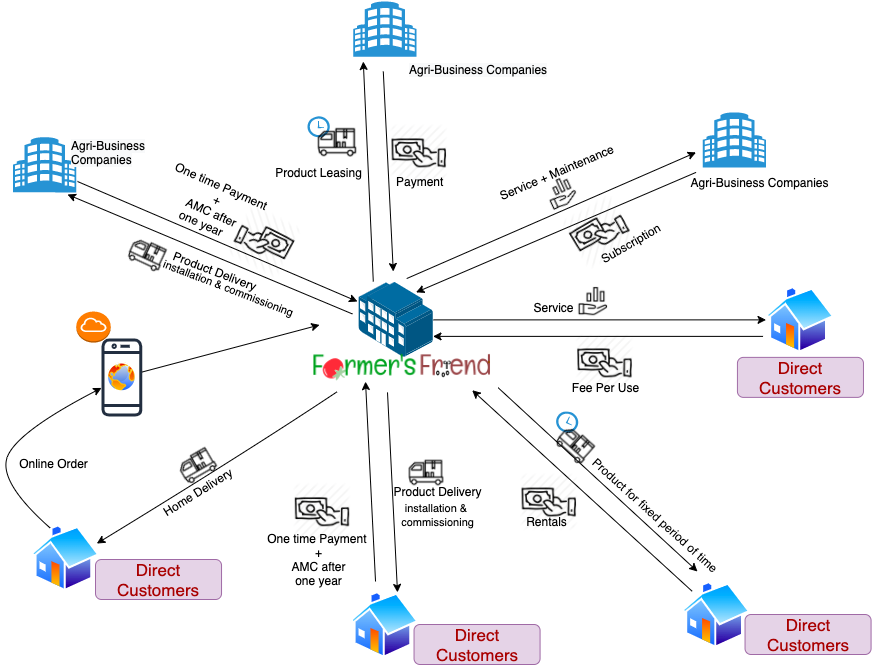 Agri-Business Companies
Agri-Business
Companies
Product Leasing
Payment
One time Payment
+
AMC after
one year
Product Delivery
installation & commissioning
Service + Maintenance
Subscription
Agri-Business Companies
Service
Fee Per Use
Direct
Customers
Farmer's Friend
Online Order
Home Delivery
Direct
Customers
One time Payment
+
AMC after
one year
Product Delivery
installation &
commissioning
Direct
Customers
Rentals
Product for fixed period of time
Direct
Customers